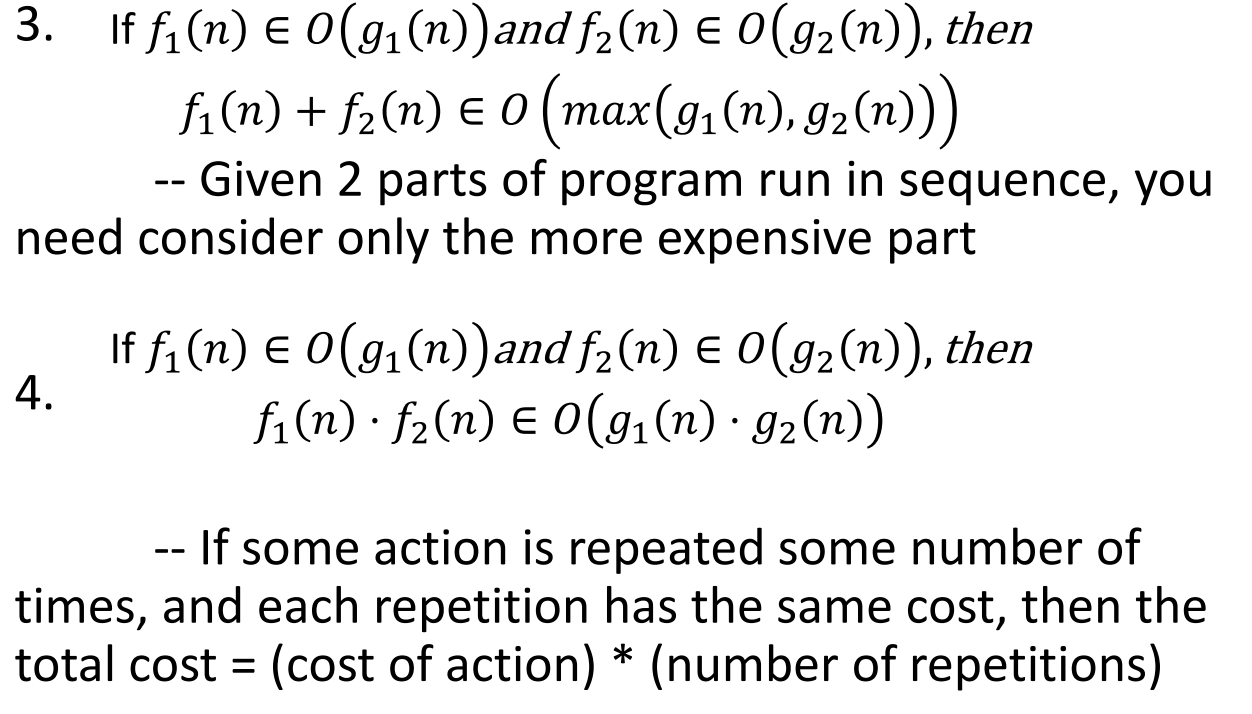 3. If f₁(n) ∈ O(g₁(n)) and f₂(n) ∈ O(g₂(n)), then
f₁(n) + f₂(n) ∈ O(max(g₁(n), g₂(n)))
-- Given 2 parts of program run in sequence, you
need consider only the more expensive part
If f₁(n) ∈ O(g₁(n)) and f₂(n) ∈ O(g₂(n)), then
4.
f₁(n) · f₂(n) ∈ O(g₁(n) · g₂(n))
-- If some action is repeated some number of
times, and each repetition has the same cost, then the
total cost = (cost of action) * (number of repetitions)